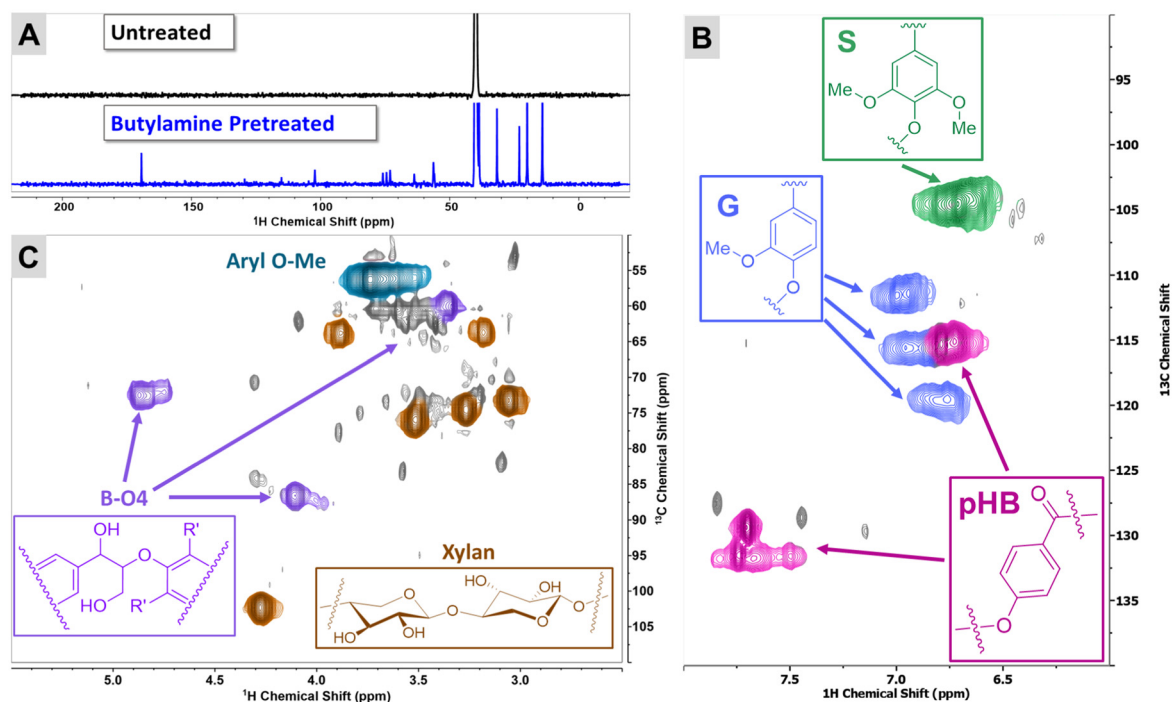 A
Untreated
Butylamine Pretreated
200
150
100
50
0
1H Chemical Shift (ppm)
B
S
MeO
O
O
Me
G
MeO
O
95
100
105
110
115
120
125
130
135
13C Chemical Shift
pHB
O
O
7.5
7.0
6.5
1H Chemical Shift (ppm)
C
Aryl O-Me
B-O4
OH
R'
O
HO
R'
Xylan
HO
OH
O
O
O
O
HO
OH
55
60
65
70
75
80
85
90
95
100
105
¹³C Chemical Shift (ppm)
5.0
4.5
4.0
3.5
3.0
¹H Chemical Shift (ppm)